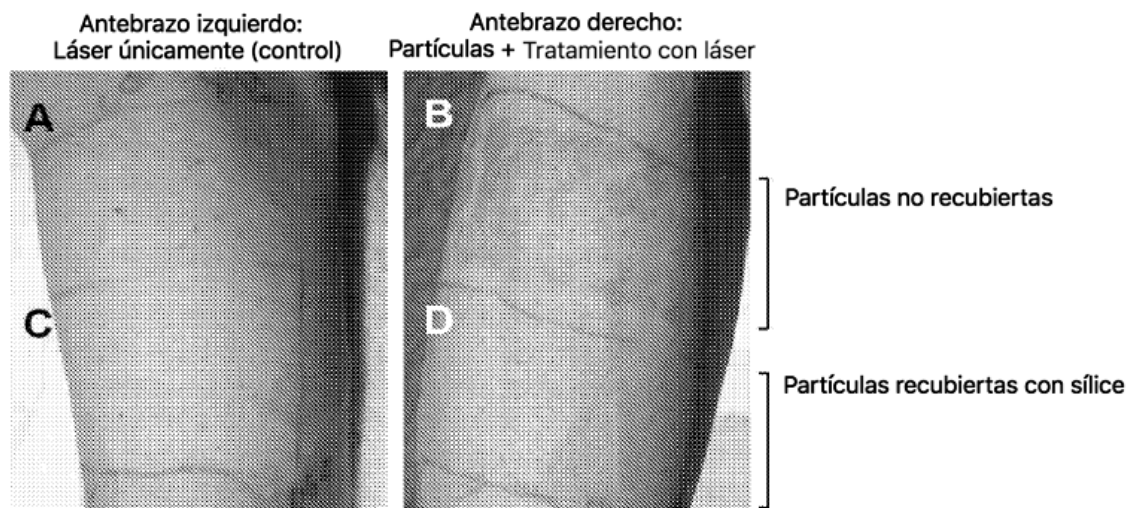 Antebrazo izquierdo:
Láser únicamente (control)
Antebrazo derecho:
Partículas + Tratamiento con láser
A
B
Partículas no recubiertas
C
D
Partículas recubiertas con sílice